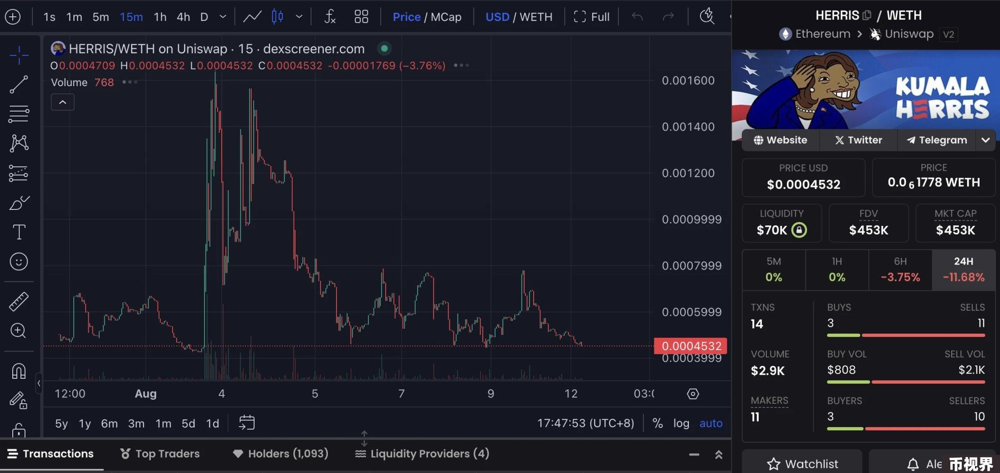 1s 1m 5m 15m 1h 4h D Price / MCap USD / WETH Full
HERRIS/WETH on Uniswap · 15 · dexscreener.com
O0.0004709 H0.0004532 L0.0004532 C0.0004532 -0.00001769 (−3.76%)
Volume 768
0.001600
0.001400
0.001200
0.0009999
0.0007999
0.0005999
0.0004532
0.0003999
12:00 Aug 4 5 7 9 12 03:
5y 1y 6m 3m 1m 5d 1d 17:47:53 (UTC+8) % log auto
Transactions Top Traders Holders (1,093) Liquidity Providers (4)
HERRIS / WETH
Ethereum > Uniswap V2
KUMALA
HERRIS
Website Twitter Telegram
PRICE USD PRICE
$0.0004532 0.0₆1778 WETH
LIQUIDITY FDV MKT CAP
$70K $453K $453K
5M 1H 6H 24H
0% 0% -3.75% -11.68%
TXNS BUYS SELLS
14 3 11
VOLUME BUY VOL SELL VOL
$2.9K $808 $2.1K
MAKERS BUYERS SELLERS
11 3 10
Watchlist Ale
币视界